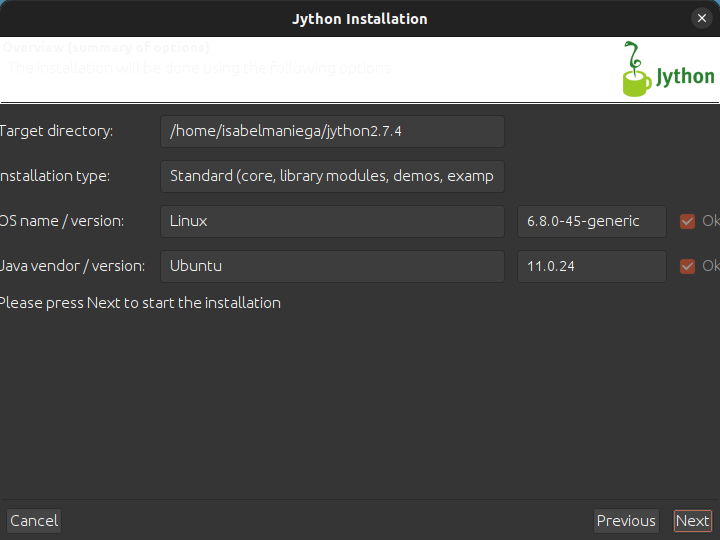 Jython Installation
Overview (summary of options)
The installation will be done using the following options
Jython
Target directory: /home/isabelmaniega/jython2.7.4
Installation type: Standard (core, library modules, demos, examp
OS name / version: Linux 6.8.0-45-generic Ok
Java vendor / version: Ubuntu 11.0.24 Ok
Please press Next to start the installation
Cancel Previous Next